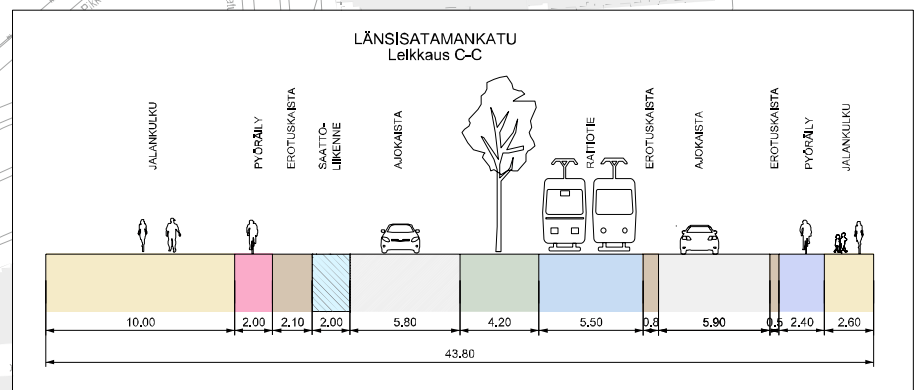 LÄNSISATAMANKATU
Leikkaus C-C
JALANKULKU
PYÖRÄILY
EROTUSKAISTA
SAATTO-
LIIKENNE
AJOKAISTA
RAITIOTIE
EROTUSKAISTA
AJOKAISTA
EROTUSKAISTA
PYÖRÄILY
JALANKULKU
10.00
2.00
2.10
2.00
5.80
4.20
5.50
0.8
5.90
0.5
2.40
2.60
43.80